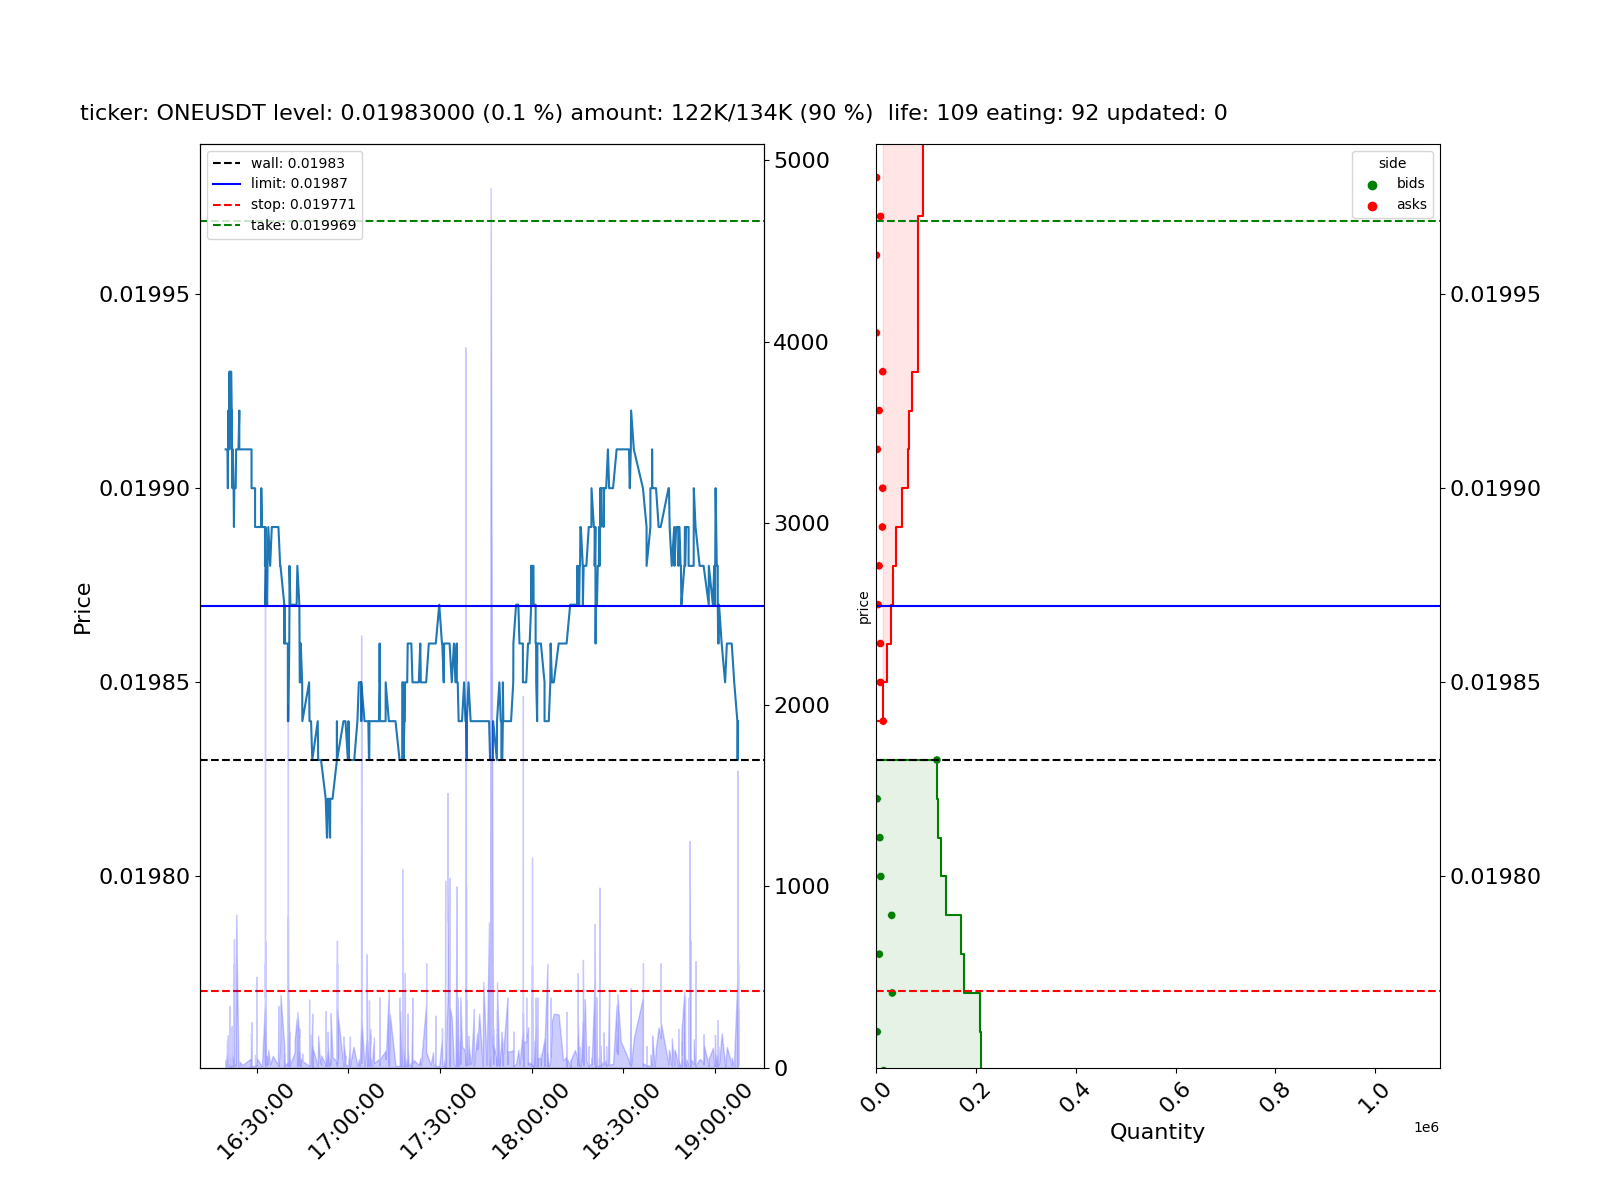 ticker: ONEUSDT level: 0.01983000 (0.1 %) amount: 122K/134K (90 %)  life: 109 eating: 92 updated: 0
wall: 0.01983
limit: 0.01987
stop: 0.019771
take: 0.019969
Price
0.01995
0.01990
0.01985
0.01980
5000
4000
3000
2000
1000
0
16:30:00
17:00:00
17:30:00
18:00:00
18:30:00
19:00:00
side
bids
asks
price
0.01995
0.01990
0.01985
0.01980
0.0
0.2
0.4
0.6
0.8
1.0
1e6
Quantity